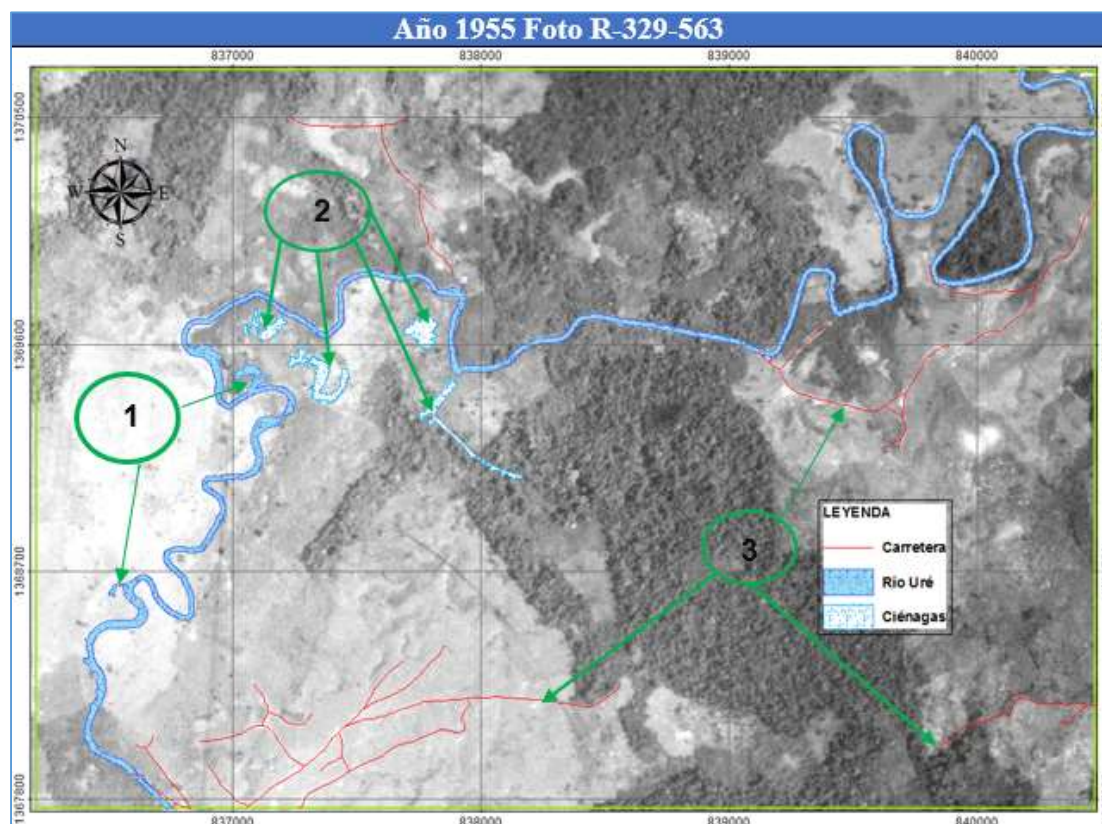 Año 1955 Foto R-329-563
837000 838000 839000 840000
1370500
1369600
1368700
1367800
N
W E
S
2
1
3
LEYENDA
Carretera
Rio Uré
Ciénagas
837000 838000 839000 840000